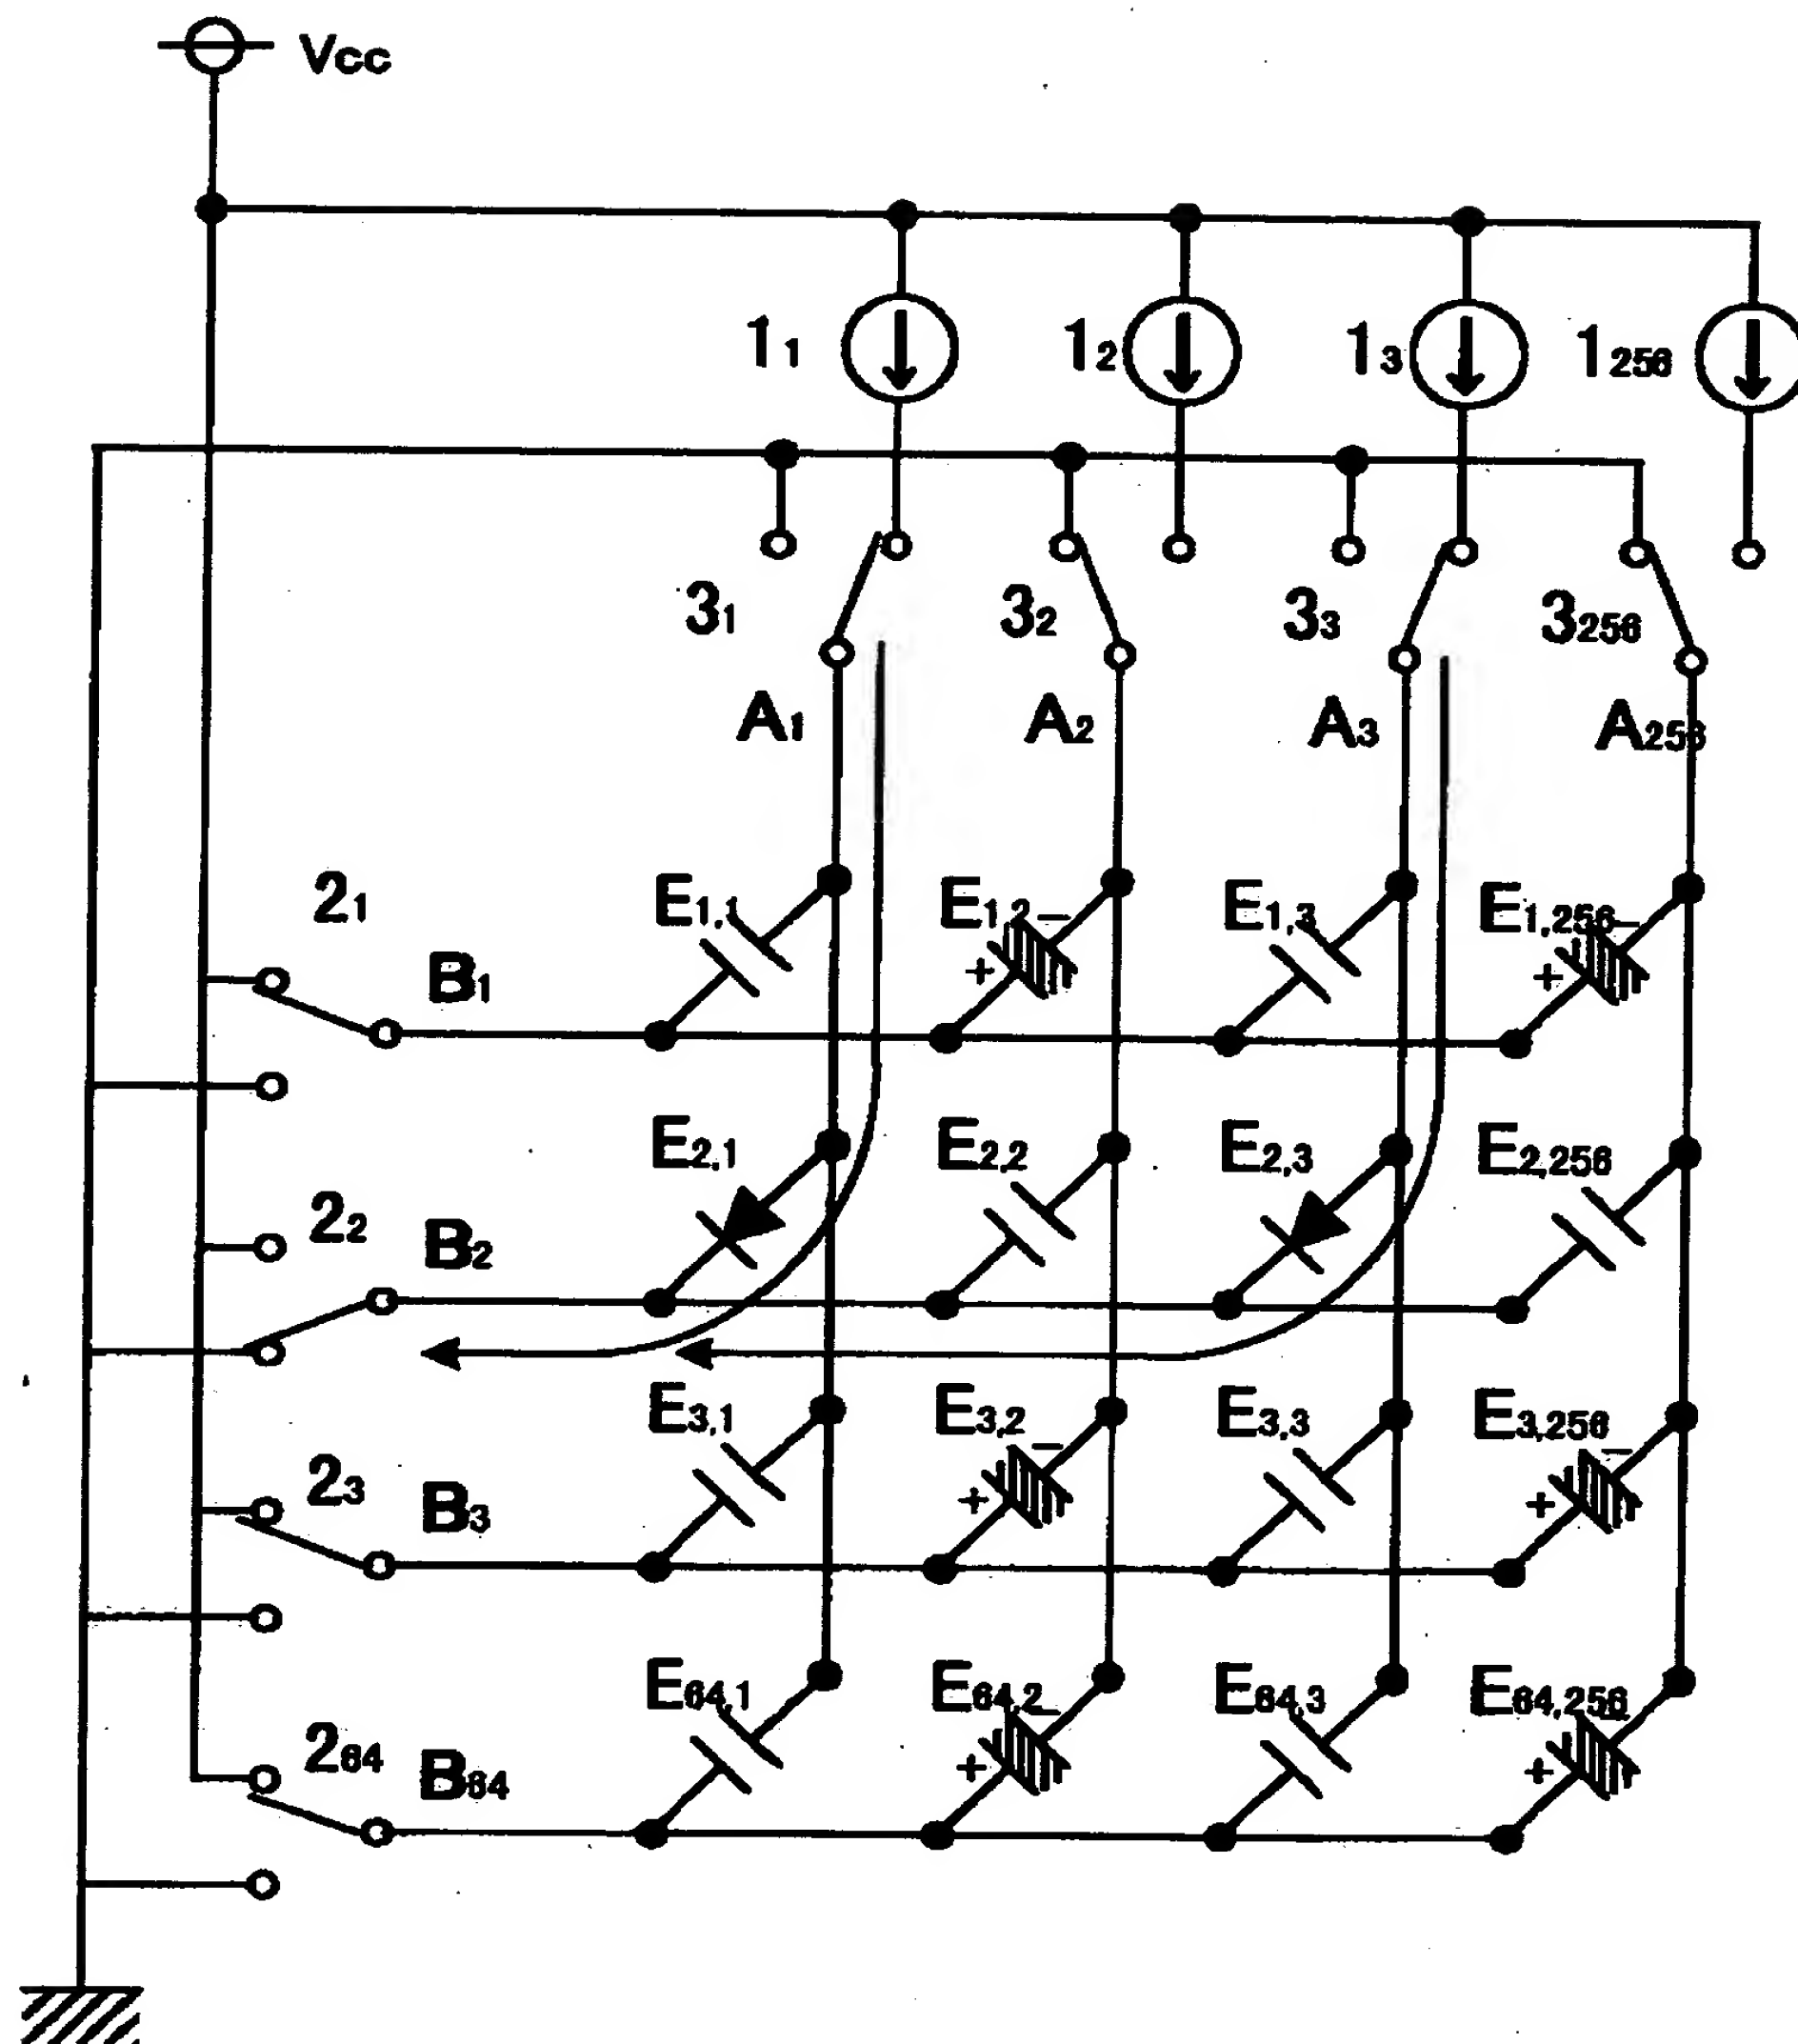 Vcc
1₁ 1₂ 1₃ 1₂₅₆
3₁ 3₂ 3₃ 3₂₅₆
A₁ A₂ A₃ A₂₅₆
2₁ B₁ E₁,₁ E₁,₂ E₁,₃ E₁,₂₅₆
− −
+ +
2₂ B₂ E₂,₁ E₂,₂ E₂,₃ E₂,₂₅₆
2₃ B₃ E₃,₁ E₃,₂ E₃,₃ E₃,₂₅₆
− −
+ +
2₆₄ B₆₄ E₆₄,₁ E₆₄,₂ E₆₄,₃ E₆₄,₂₅₆
− −
+ +